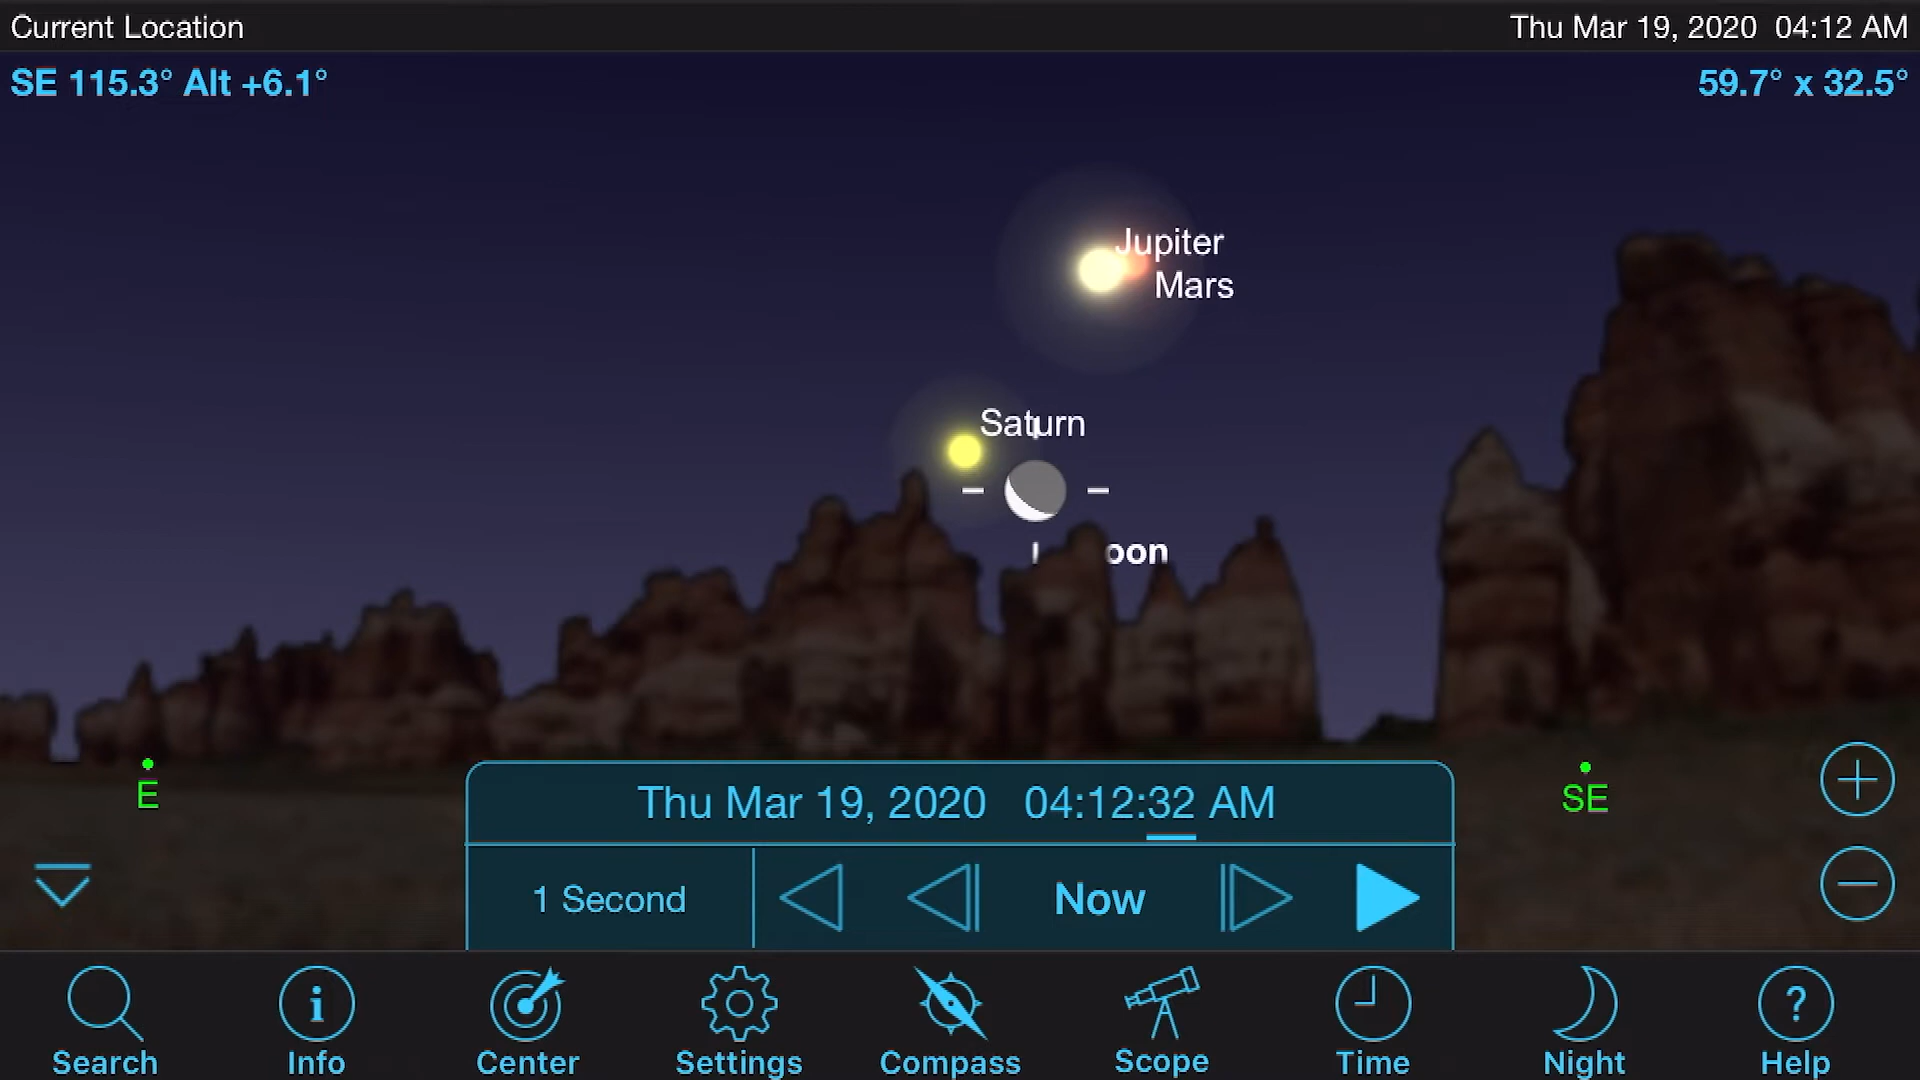 Current Location
Thu Mar 19, 2020 04:12 AM
SE 115.3° Alt +6.1°
59.7° x 32.5°
Jupiter
Mars
Saturn
oon
E
SE
Thu Mar 19, 2020 04:12:32 AM
1 Second
Now
Search
Info
Center
Settings
Compass
Scope
Time
Night
Help